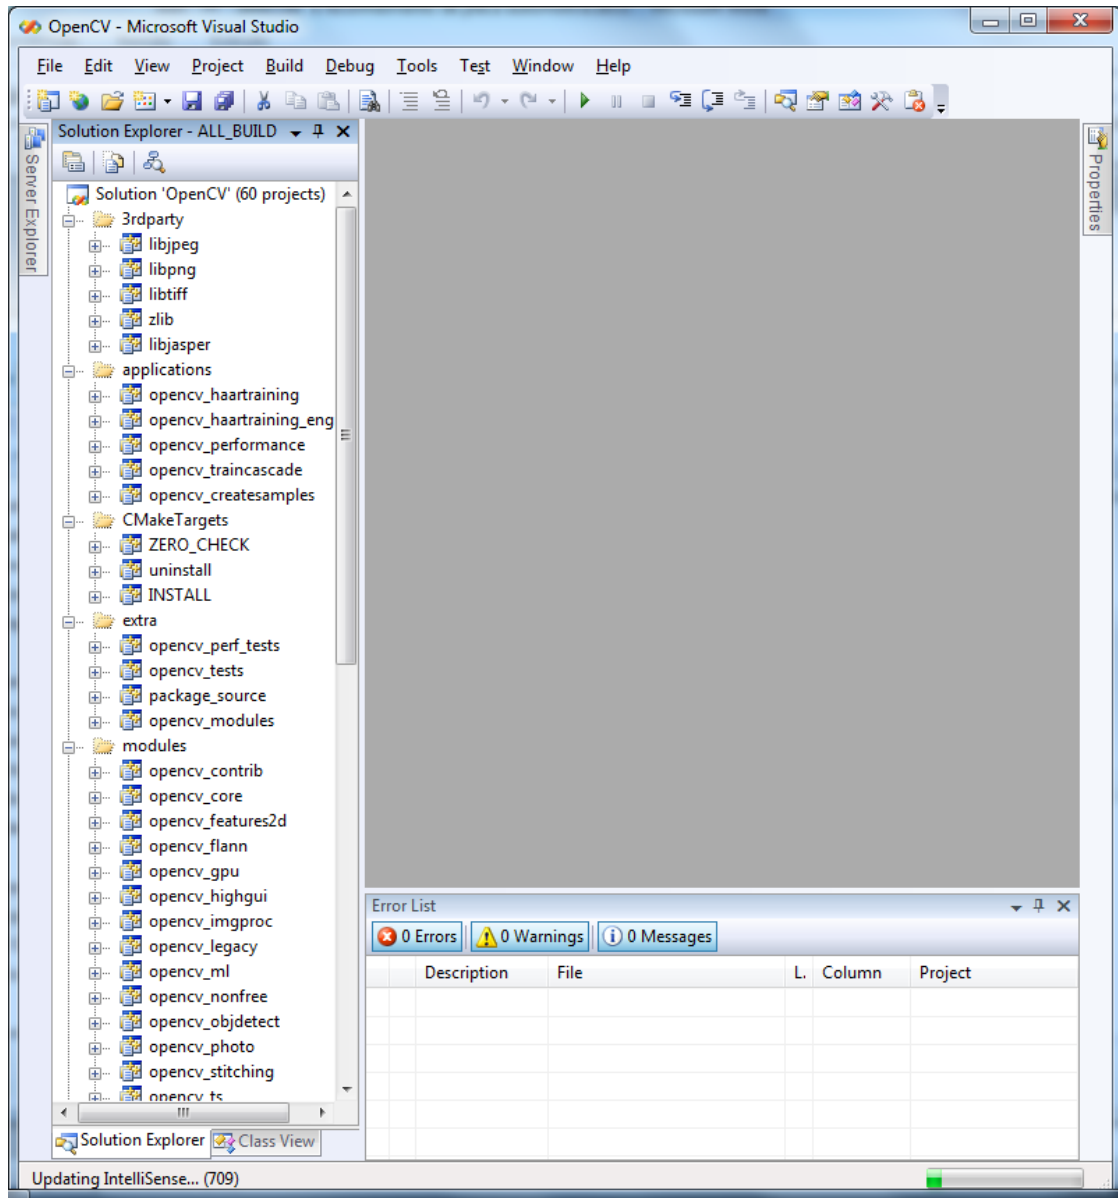 OpenCV - Microsoft Visual Studio
File Edit View Project Build Debug Tools Test Window Help
Server Explorer
Solution Explorer - ALL_BUILD
Properties
Solution 'OpenCV' (60 projects)
3rdparty
libjpeg
libpng
libtiff
zlib
libjasper
applications
opencv_haartraining
opencv_haartraining_eng
opencv_performance
opencv_traincascade
opencv_createsamples
CMakeTargets
ZERO_CHECK
uninstall
INSTALL
extra
opencv_perf_tests
opencv_tests
package_source
opencv_modules
modules
opencv_contrib
opencv_core
opencv_features2d
opencv_flann
opencv_gpu
opencv_highgui
opencv_imgproc
opencv_legacy
opencv_ml
opencv_nonfree
opencv_objdetect
opencv_photo
opencv_stitching
opencv_ts
Solution Explorer Class View
Error List
0 Errors 0 Warnings 0 Messages
Description File L. Column Project
Updating IntelliSense... (709)